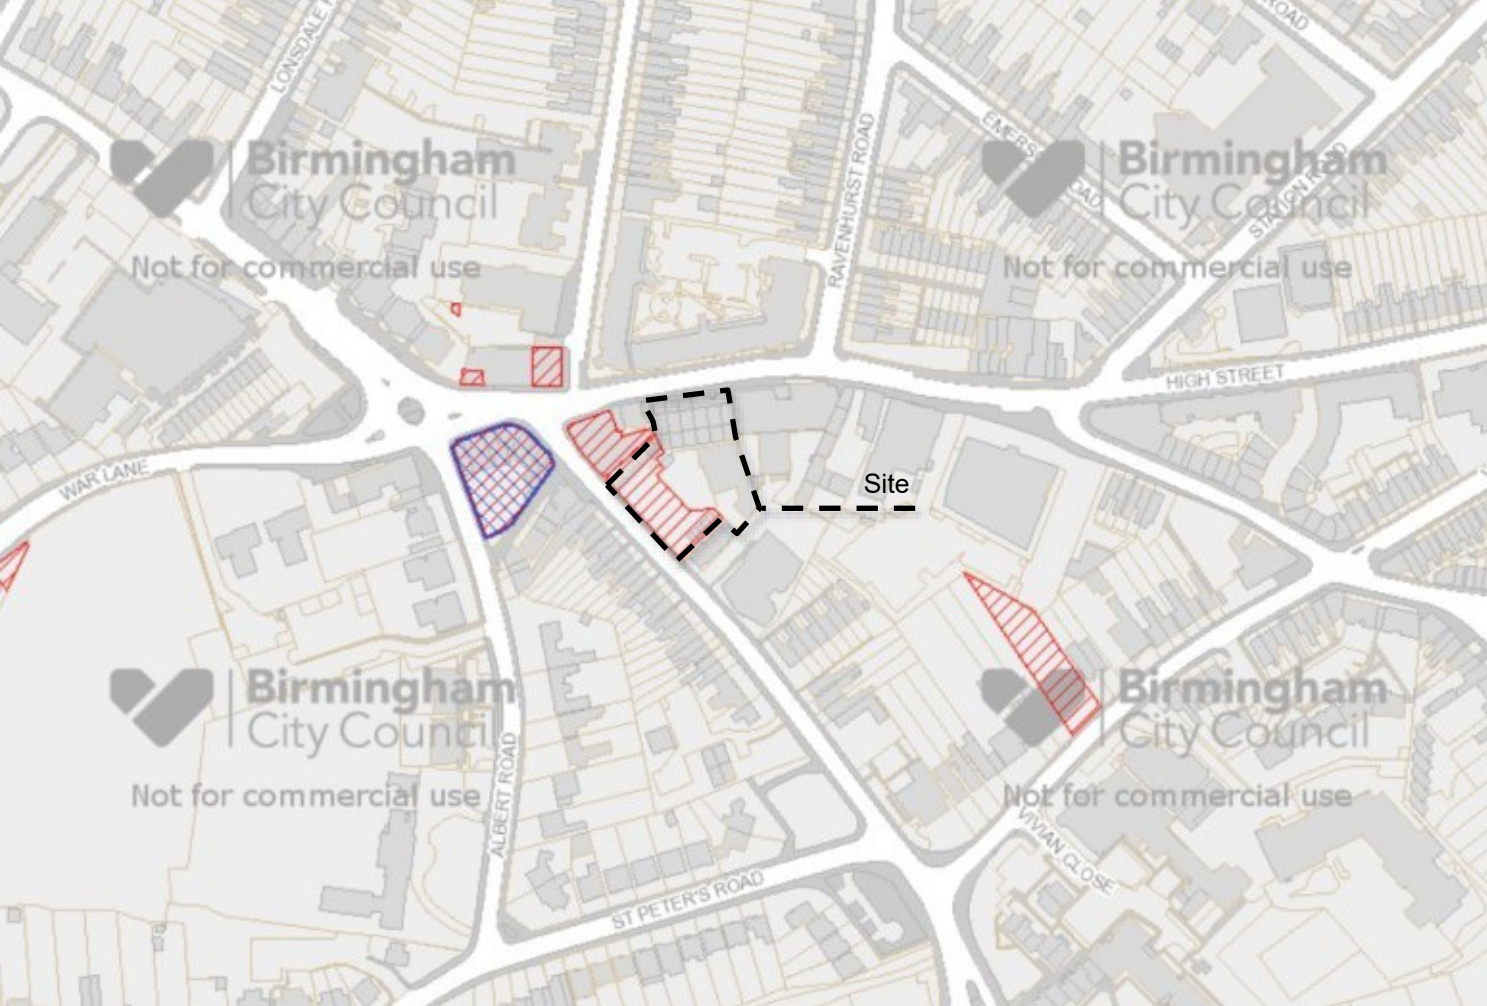 LONSDALE R
ROAD
Birmingham
City Council
Not for commercial use
RAVENHURST ROAD
EMERS
OAD
Birmingham
City Council
STATION ROAD
Not for commercial use
HIGH STREET
WAR LANE
Site
Birmingham
City Council
Not for commercial use
ALBERT ROAD
Birmingham
City Council
Not for commercial use
VIVIAN CLOSE
ST PETER'S ROAD